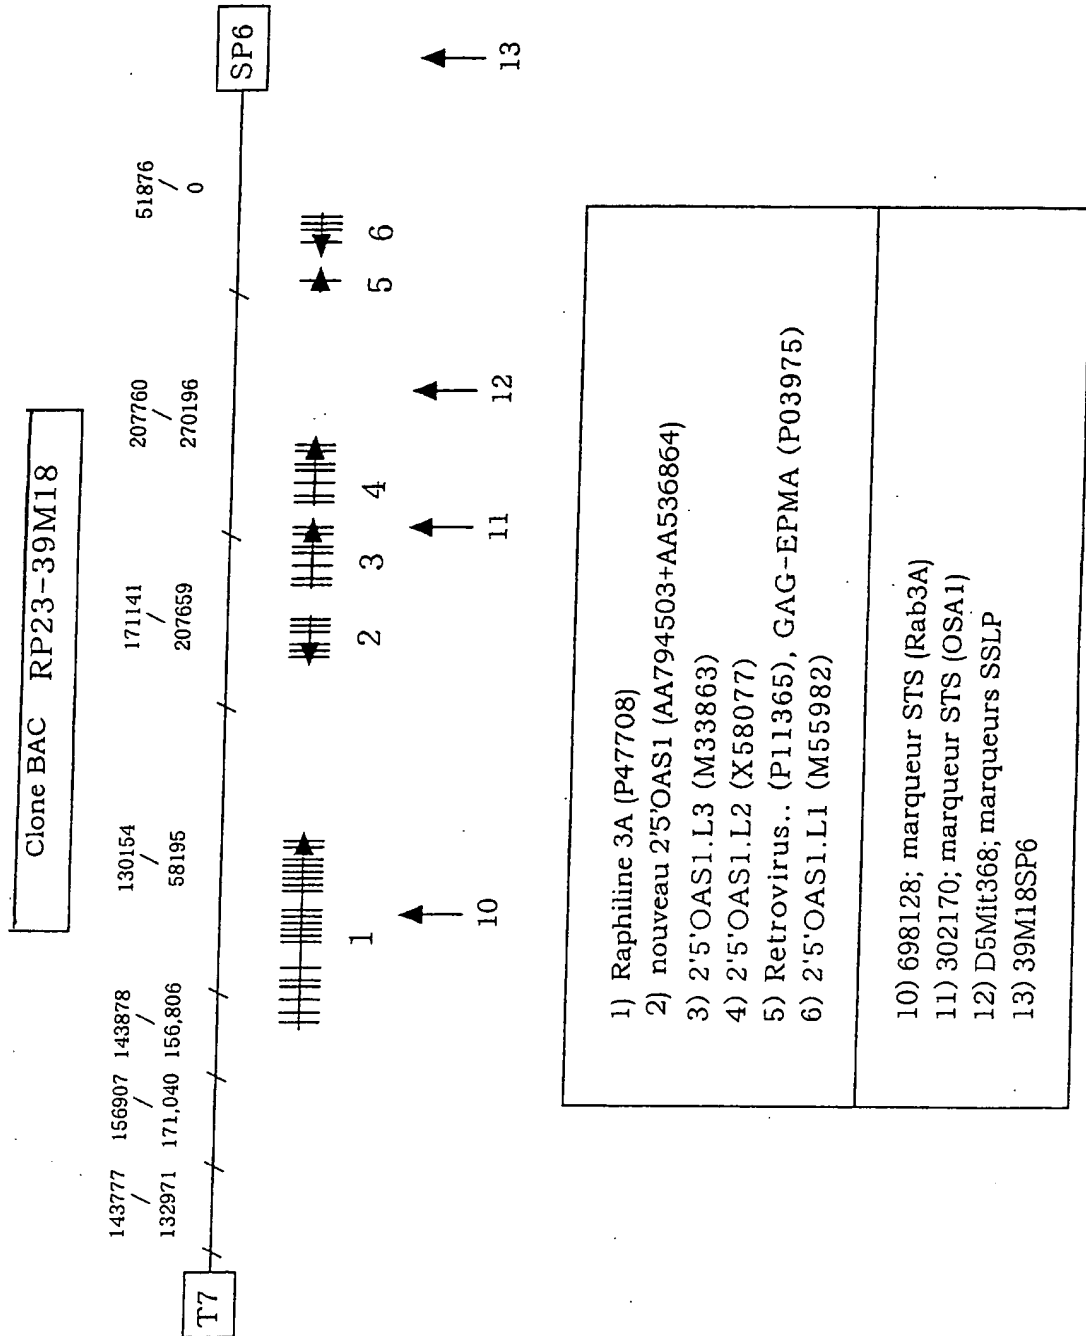 Clone BAC RP23-39M18
143777 / 132971
156907 / 171,040
143878 / 156,806
130154 / 58195
171141 / 207659
207760 / 270196
51876 / 0
T7
SP6
1
2
3
4
5
6
10
11
12
13
1) Raphiline 3A (P47708)
2) nouveau 2'5'OAS1 (AA794503+AA536864)
3) 2'5'OAS1.L3 (M33863)
4) 2'5'OAS1.L2 (X58077)
5) Retrovirus.. (P11365), GAG-EPMA (P03975)
6) 2'5'OAS1.L1 (M55982)
10) 698128; marqueur STS (Rab3A)
11) 302170; marqueur STS (OSA1)
12) D5Mit368; marqueurs SSLP
13) 39M18SP6